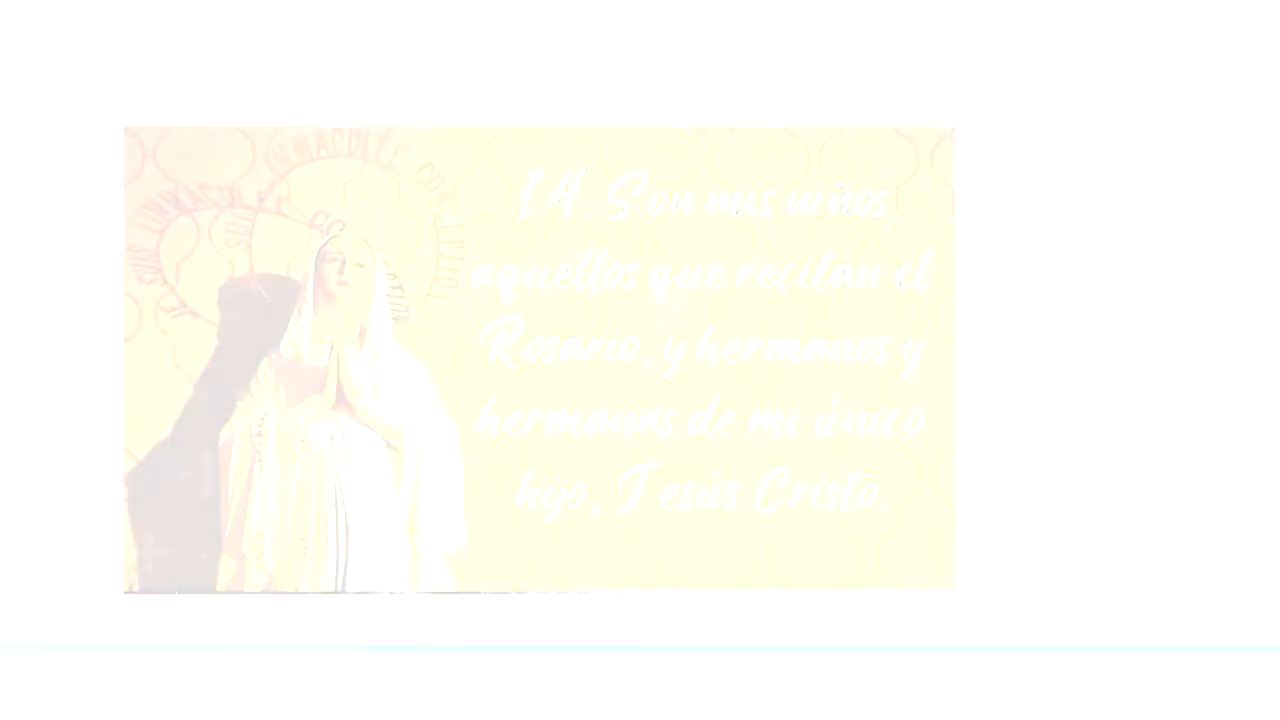 14. Son mis niños
aquellos que recitan el
Rosario, y hermanos y
hermanas de mi único
hijo, Jesús Cristo.